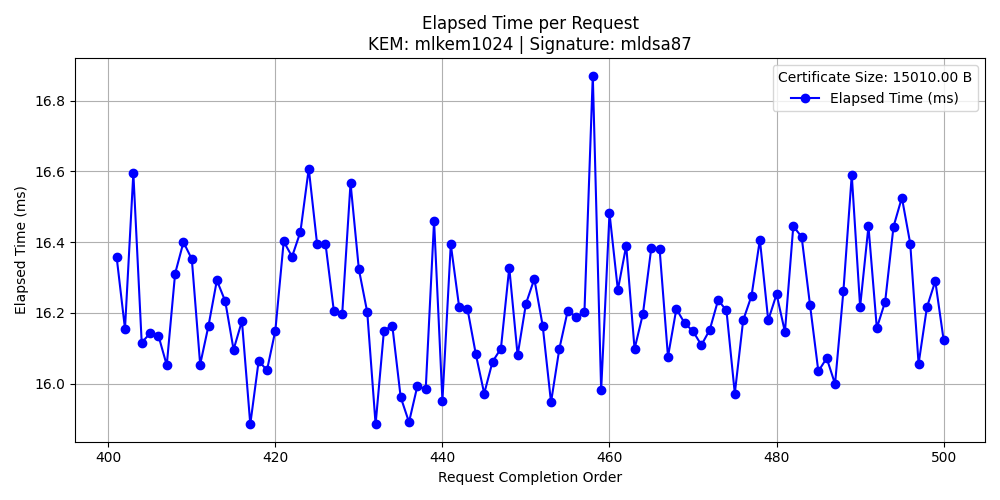 Elapsed Time per Request
KEM: mlkem1024 | Signature: mldsa87
Certificate Size: 15010.00 B
Elapsed Time (ms)
Elapsed Time (ms)
16.8
16.6
16.4
16.2
16.0
400
420
440
460
480
500
Request Completion Order